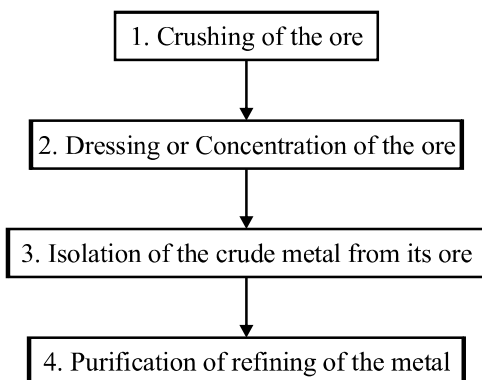 1. Crushing of the ore
2. Dressing or Concentration of the ore
3. Isolation of the crude metal from its ore
4. Purification of refining of the metal